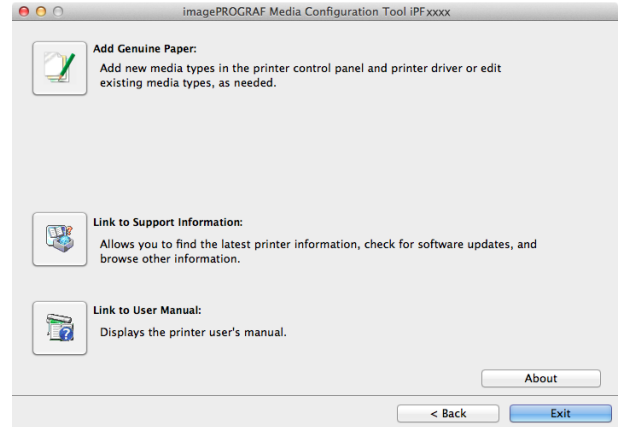 imagePROGRAF Media Configuration Tool iPFxxxx
Add Genuine Paper:
Add new media types in the printer control panel and printer driver or edit
existing media types, as needed.
Link to Support Information:
Allows you to find the latest printer information, check for software updates, and
browse other information.
Link to User Manual:
Displays the printer user's manual.
About
< Back
Exit